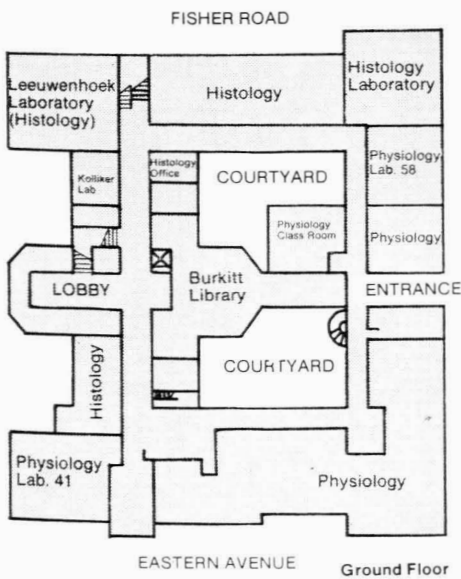 FISHER ROAD
Leeuwenhoek
Laboratory
(Histology)
Histology
Histology
Laboratory
Kolliker
Lab
Histology
Office
COURTYARD
Physiology
Lab. 58
Physiology
Class Room
Physiology
LOBBY
Burkitt
Library
ENTRANCE
Histology
COURTYARD
Physiology
Lab. 41
Physiology
EASTERN AVENUE
Ground Floor